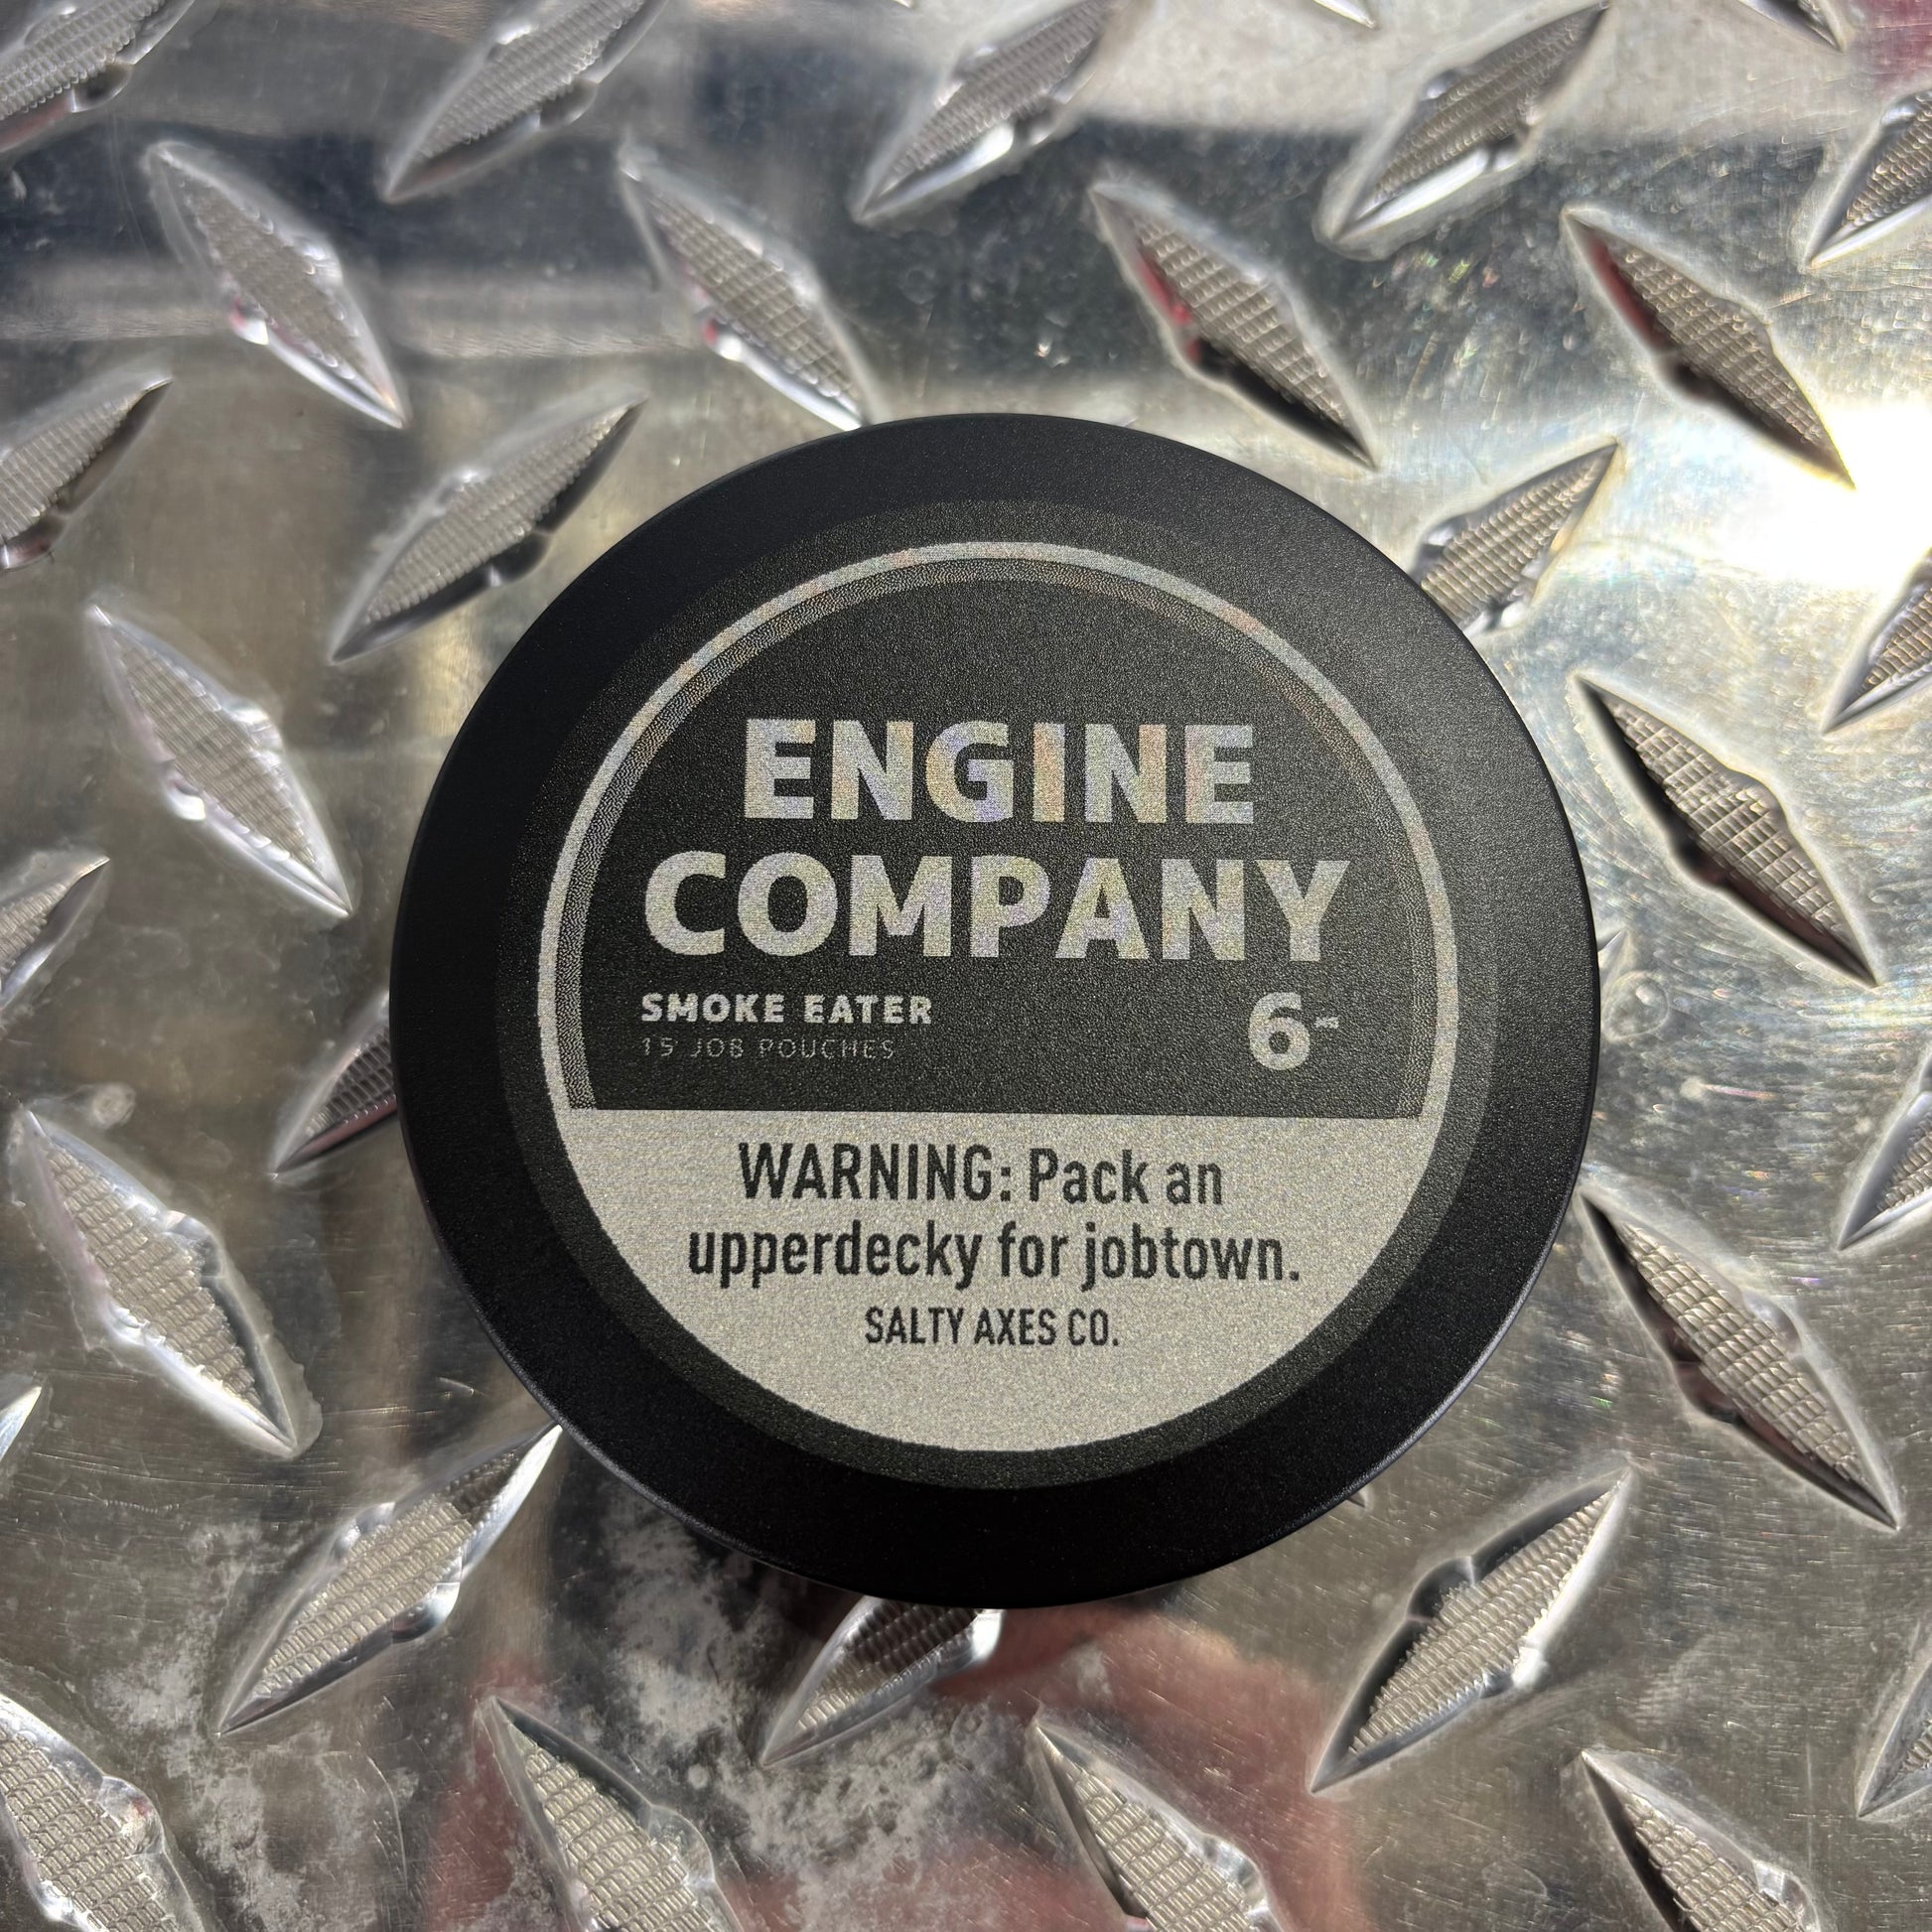 ENGINE
COMPANY
SMOKE EATER
15 JOB POUCHES
6-
WARNING: Pack an
upperdecky for jobtown.
SALTY AXES CO.